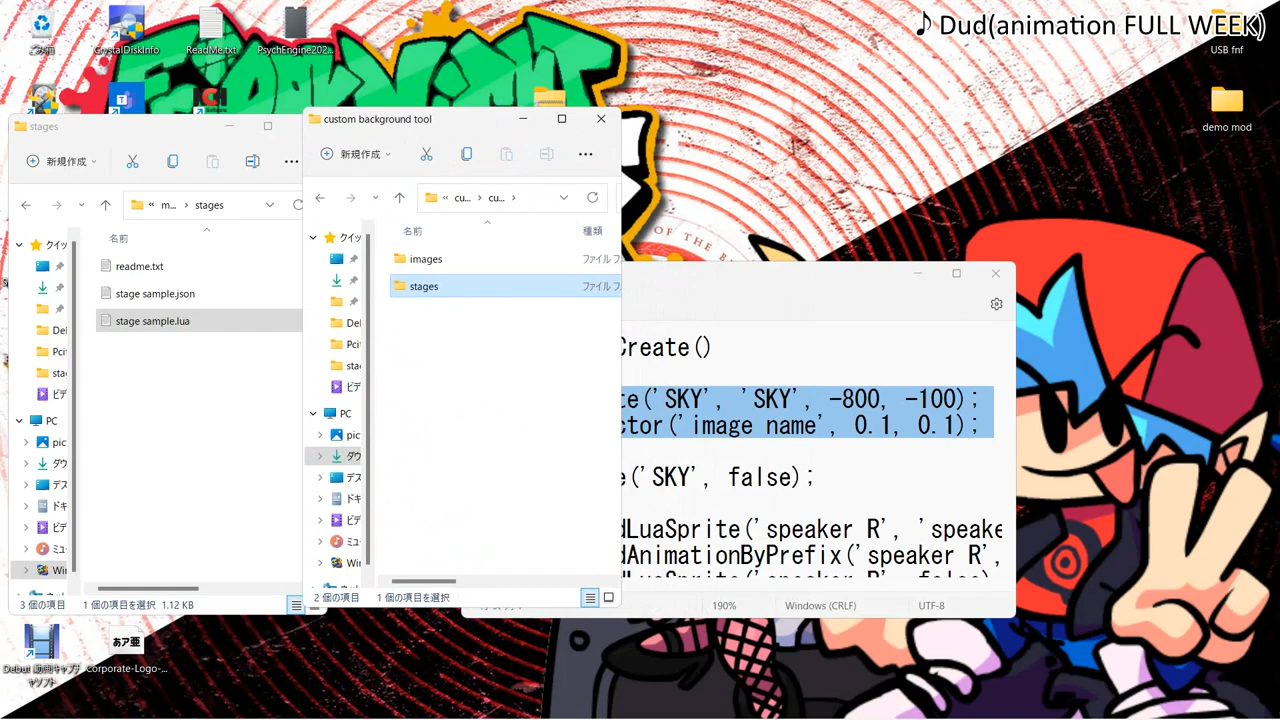 ♪ Dud(animation FULL WEEK)
ごみ箱
CrystalDiskInfo
ReadMe.txt
PsychEngine202...
USB fnf
demo mod
OF THE BA
stages
新規作成
« m... › stages
クイッ
名前
readme.txt
stage sample.json
stage sample.lua
PC
pic
3 個の項目
1 個の項目を選択 1.12 KB
custom background tool
新規作成
« cu... › cu... ›
クイッ
名前
種類
images
ファイル フ
stages
ファイル フ
PC
pic
2 個の項目
1 個の項目を選択
Create()
te('SKY', 'SKY', -800, -100);
ctor('image name', 0.1, 0.1);
e('SKY', false);
dLuaSprite('speaker R', 'speake
dAnimationByPrefix('speaker R',
190%
Windows (CRLF)
UTF-8
Debut 動画キャプチ
ャソフト
あア亜
Corporate-Logo-...